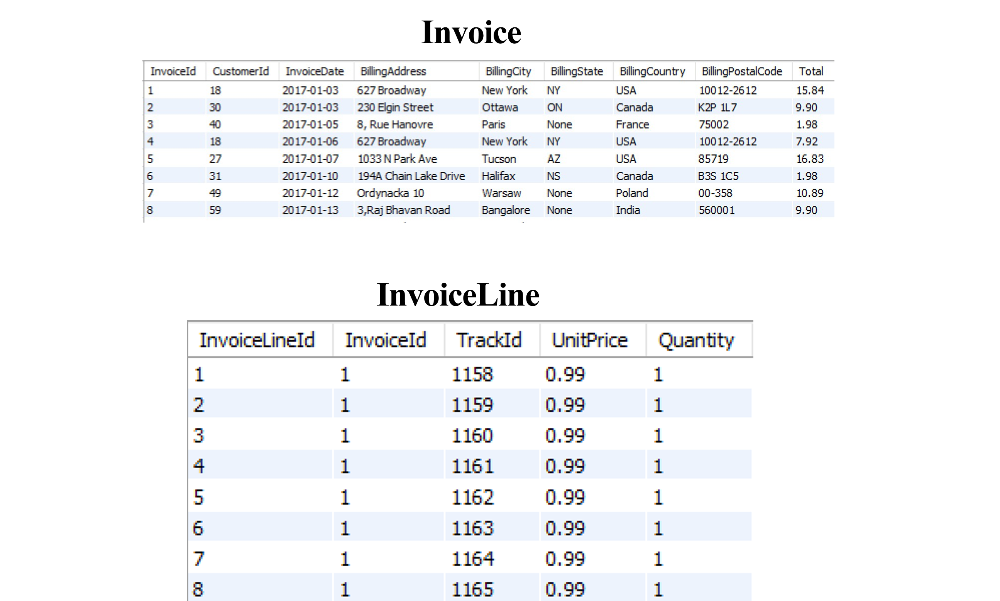 Invoice
InvoiceId CustomerId InvoiceDate BillingAddress BillingCity BillingState BillingCountry BillingPostalCode Total
1 18 2017-01-03 627 Broadway New York NY USA 10012-2612 15.84
2 30 2017-01-03 230 Elgin Street Ottawa ON Canada K2P 1L7 9.90
3 40 2017-01-05 8, Rue Hanovre Paris None France 75002 1.98
4 18 2017-01-06 627 Broadway New York NY USA 10012-2612 7.92
5 27 2017-01-07 1033 N Park Ave Tucson AZ USA 85719 16.83
6 31 2017-01-10 194A Chain Lake Drive Halifax NS Canada B3S 1C5 1.98
7 49 2017-01-12 Ordynacka 10 Warsaw None Poland 00-358 10.89
8 59 2017-01-13 3,Raj Bhavan Road Bangalore None India 560001 9.90
InvoiceLine
InvoiceLineId InvoiceId TrackId UnitPrice Quantity
1 1 1158 0.99 1
2 1 1159 0.99 1
3 1 1160 0.99 1
4 1 1161 0.99 1
5 1 1162 0.99 1
6 1 1163 0.99 1
7 1 1164 0.99 1
8 1 1165 0.99 1